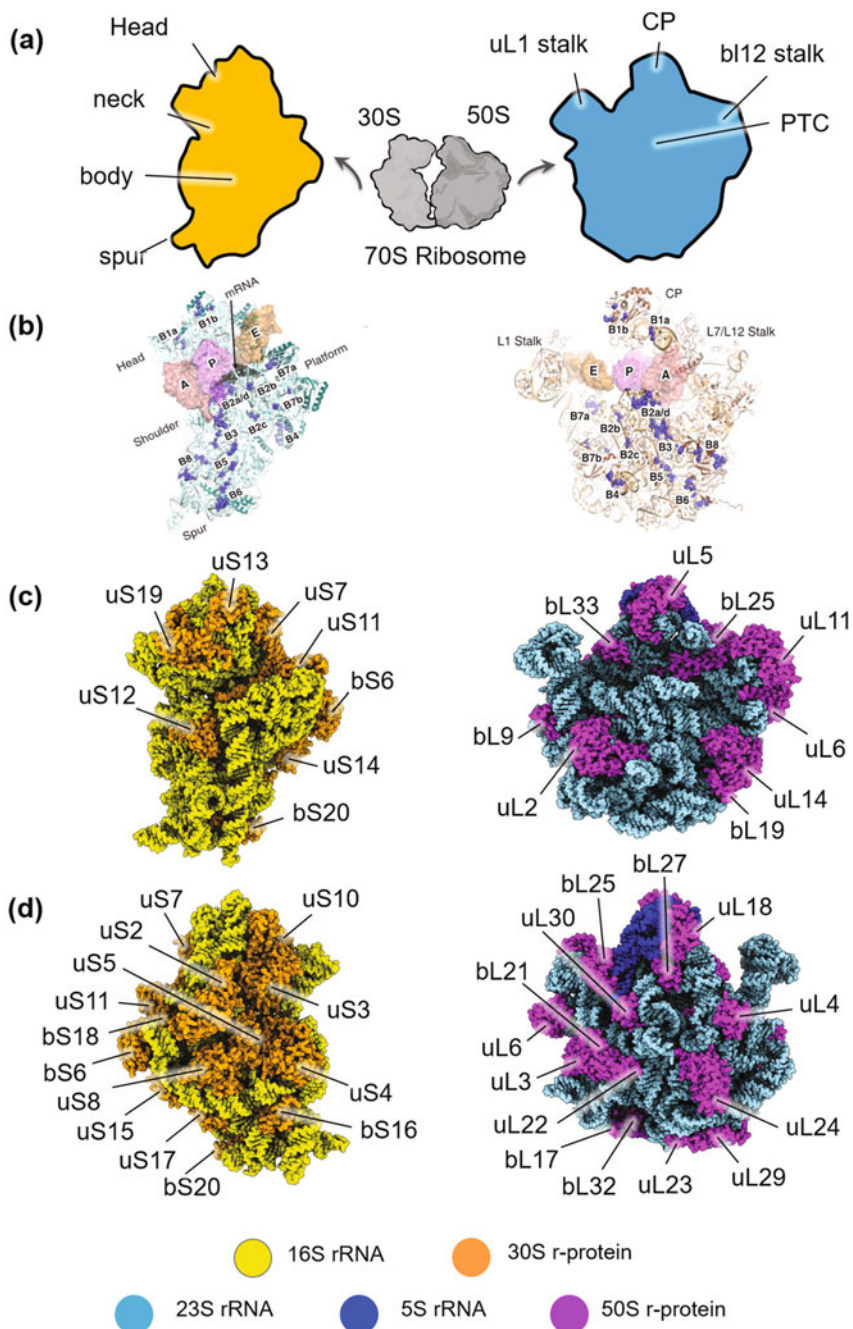 (a)
Head
neck
body
spur
30S
50S
70S Ribosome
uL1 stalk
CP
bl12 stalk
PTC
(b)
mRNA
B1a
B1b
E
Head
P
A
Platform
B7a
B2b
B2a/d
B7b
Shoulder
B3
B2c
B4
B8
B5
B6
Spur
CP
B1a
B1b
L1 Stalk
L7/L12 Stalk
E
P
A
B7a
B2a/d
B2b
B3
B8
B7b
B2c
B5
B4
B6
(c)
uS13
uS19
uS7
uS11
uS12
bS6
uS14
bS20
uL5
bL33
bL25
uL11
bL9
uL6
uL2
uL14
bL19
(d)
uS7
uS10
uS2
uS5
uS11
uS3
bS18
bS6
uS8
uS4
uS15
bS16
uS17
bS20
bL27
bL25
uL18
uL30
bL21
uL4
uL6
uL3
uL22
uL24
bL17
bL32
uL23
uL29
16S rRNA
30S r-protein
23S rRNA
5S rRNA
50S r-protein